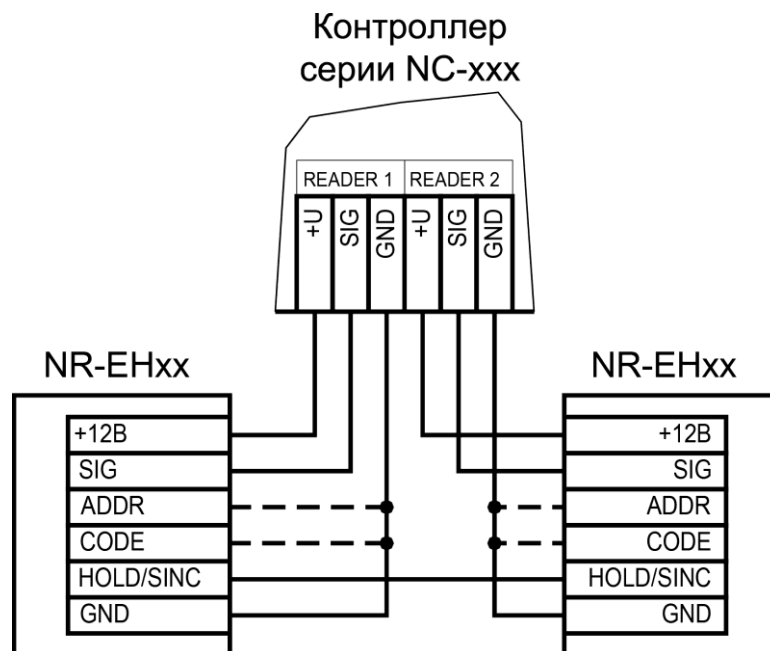 Контроллер
серии NC-xxx
READER 1 READER 2
+U SIG GND +U SIG GND
NR-EHxx NR-EHxx
+12В +12В
SIG SIG
ADDR ADDR
CODE CODE
HOLD/SINC HOLD/SINC
GND GND